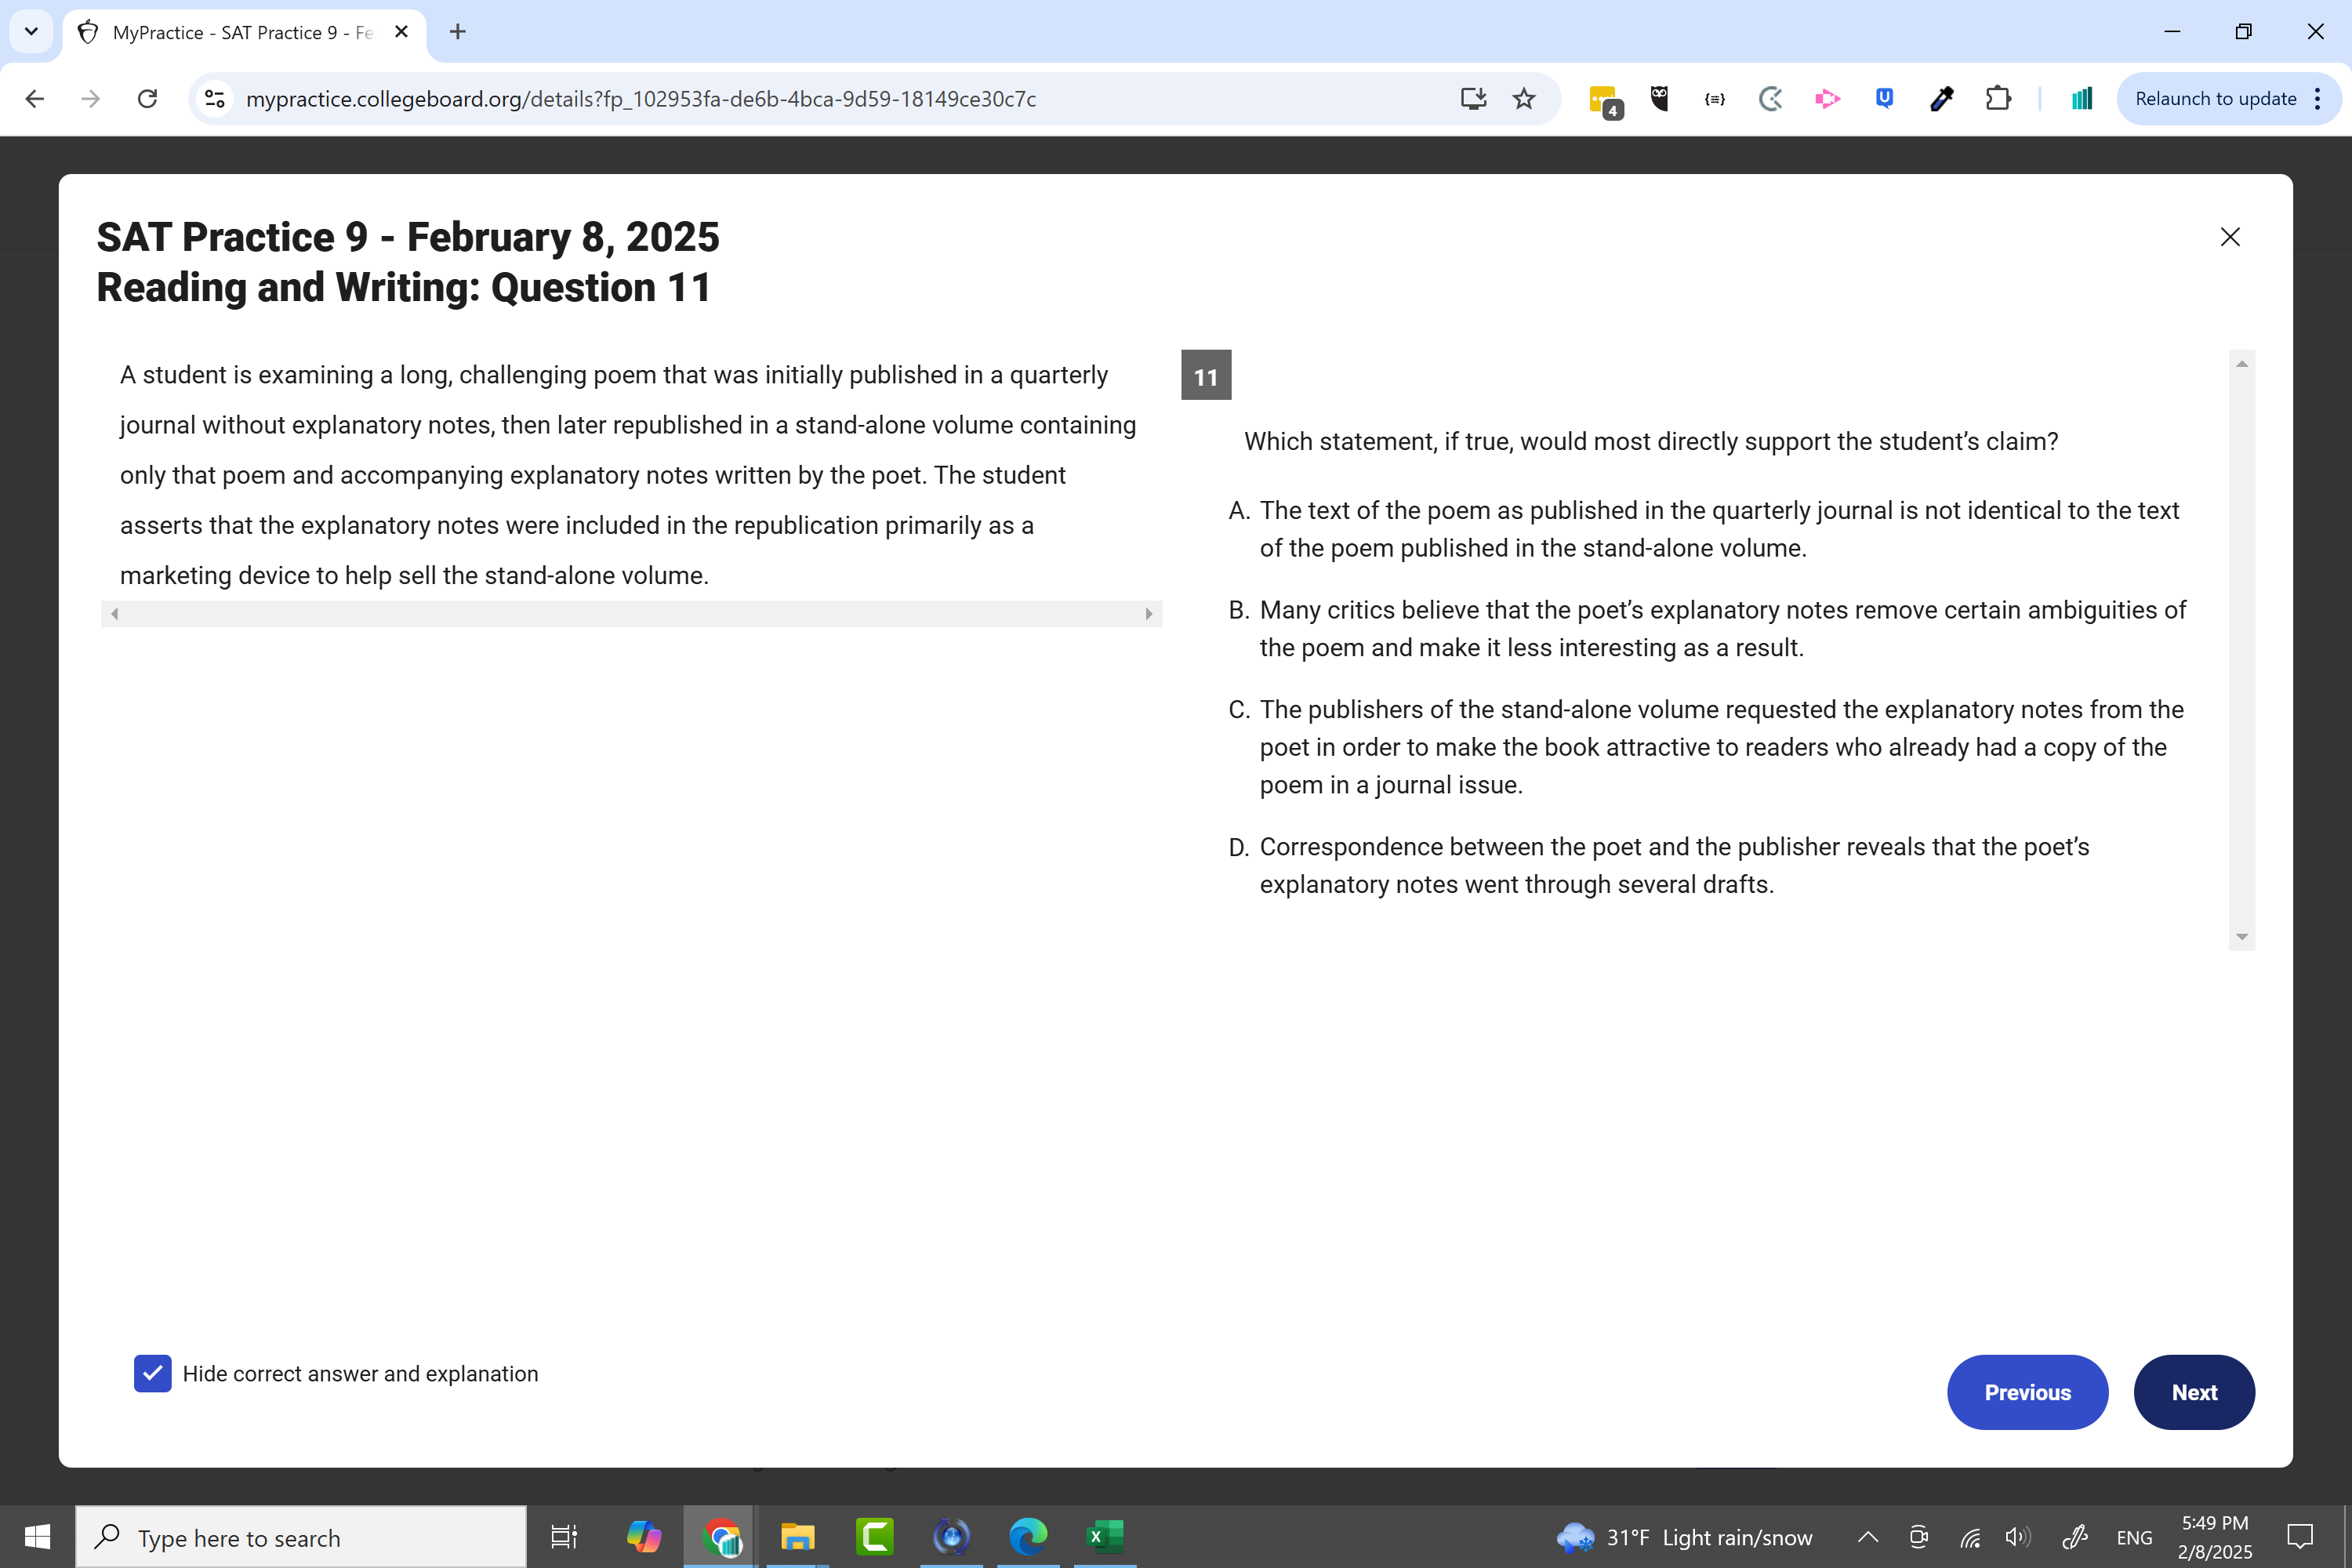 MyPractice - SAT Practice 9 - Fe
mypractice.collegeboard.org/details?fp_102953fa-de6b-4bca-9d59-18149ce30c7c
4
Relaunch to update
SAT Practice 9 - February 8, 2025
Reading and Writing: Question 11
A student is examining a long, challenging poem that was initially published in a quarterly
journal without explanatory notes, then later republished in a stand-alone volume containing
only that poem and accompanying explanatory notes written by the poet. The student
asserts that the explanatory notes were included in the republication primarily as a
marketing device to help sell the stand-alone volume.
11
Which statement, if true, would most directly support the student’s claim?
A. The text of the poem as published in the quarterly journal is not identical to the text
of the poem published in the stand-alone volume.
B. Many critics believe that the poet’s explanatory notes remove certain ambiguities of
the poem and make it less interesting as a result.
C. The publishers of the stand-alone volume requested the explanatory notes from the
poet in order to make the book attractive to readers who already had a copy of the
poem in a journal issue.
D. Correspondence between the poet and the publisher reveals that the poet’s
explanatory notes went through several drafts.
Hide correct answer and explanation
Previous
Next
Type here to search
31°F Light rain/snow
ENG
5:49 PM
2/8/2025